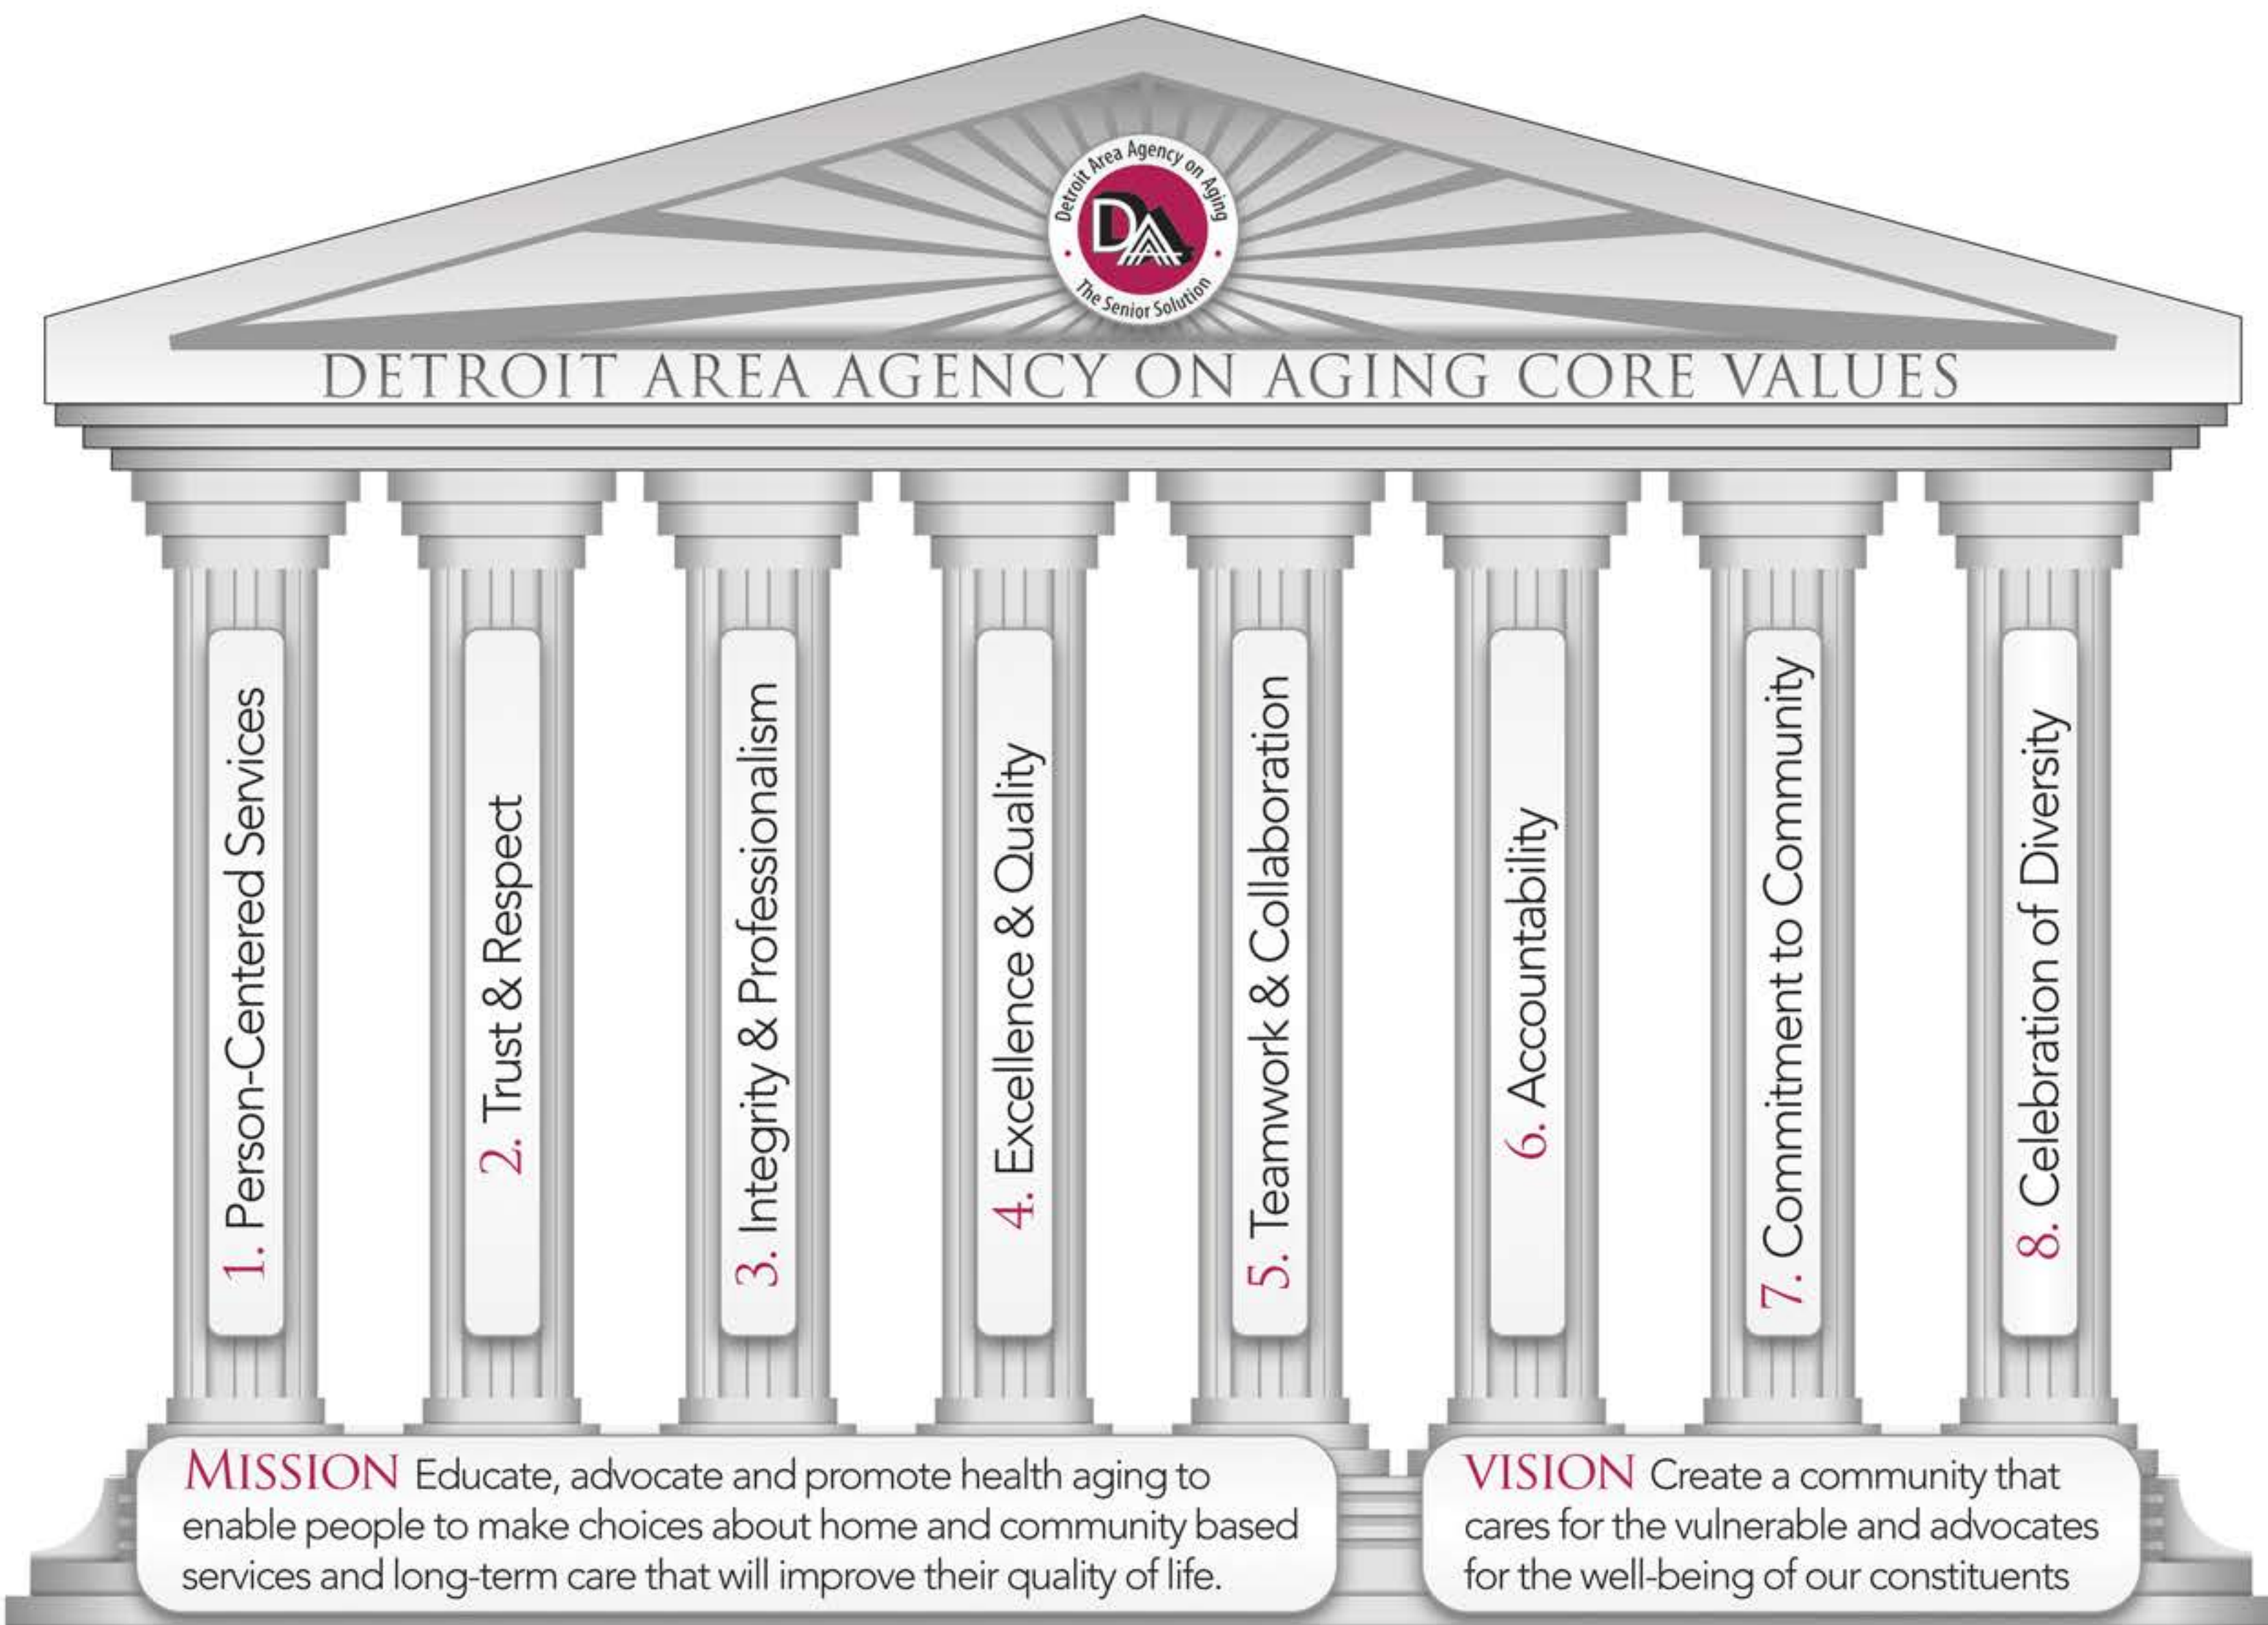 Detroit Area Agency on Aging
DA
The Senior Solution
DETROIT AREA AGENCY ON AGING CORE VALUES
1. Person-Centered Services
2. Trust & Respect
3. Integrity & Professionalism
4. Excellence & Quality
5. Teamwork & Collaboration
6. Accountability
7. Commitment to Community
8. Celebration of Diversity
MISSION Educate, advocate and promote health aging to
enable people to make choices about home and community based
services and long-term care that will improve their quality of life.
VISION Create a community that
cares for the vulnerable and advocates
for the well-being of our constituents